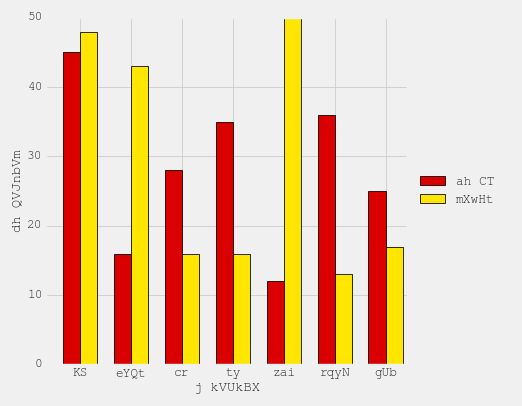 50
40
30
20
10
0
dh QVJnbVm
KS eYQt cr ty zai rqyN gUb
j kVUkBX
ah CT
mXwHt